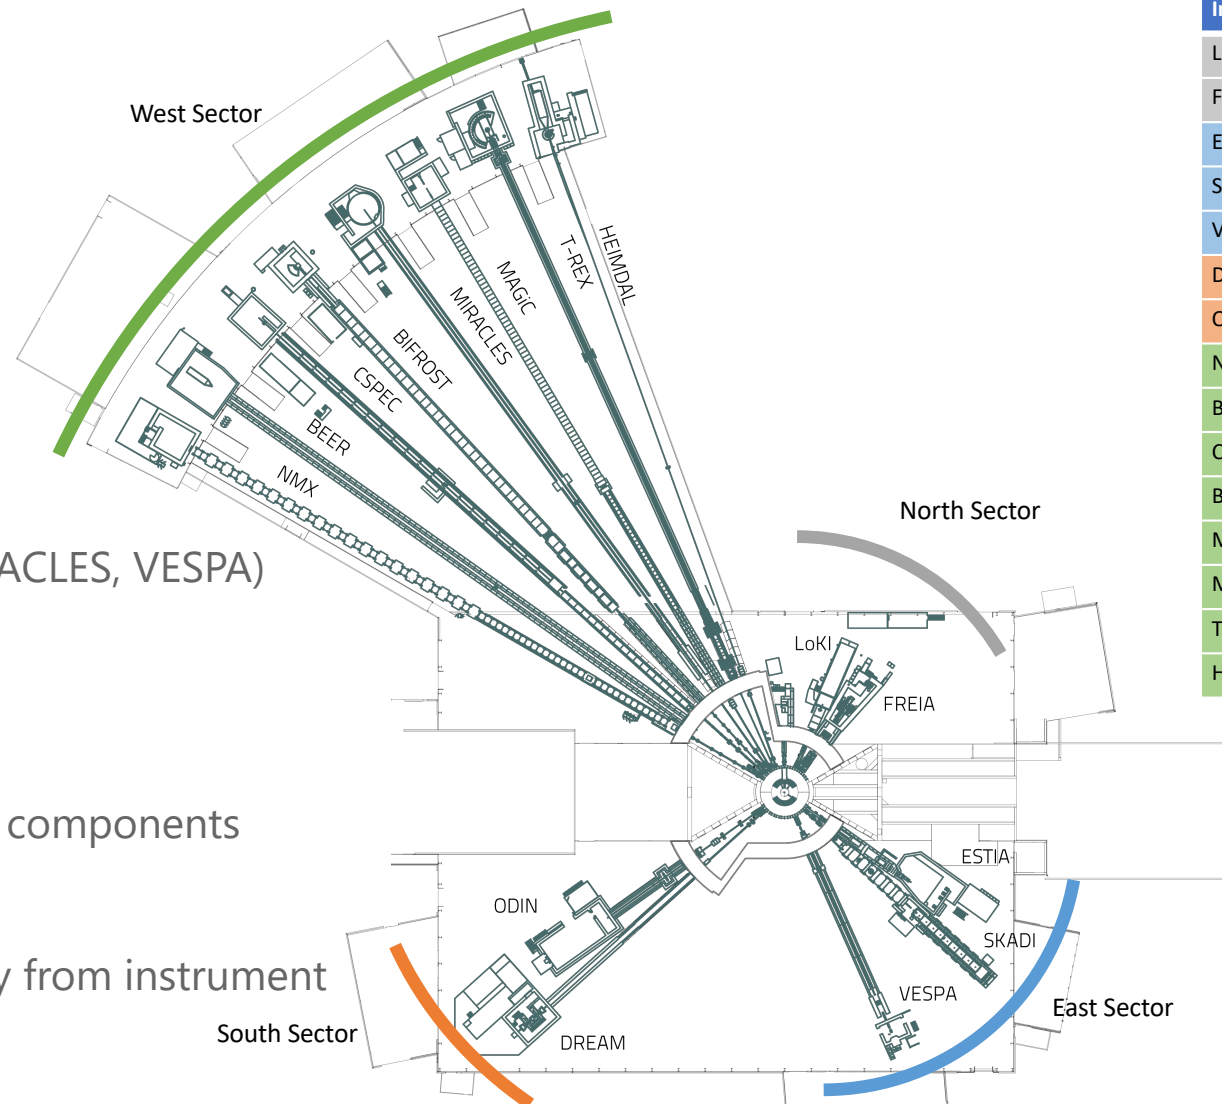 In
L
F
E
S
V
D
O
N
B
C
B
M
M
T
H
West Sector
HEIMDAL
T-REX
MAGiC
MIRACLES
BIFROST
CSPEC
BEER
NMX
North Sector
ACLES, VESPA)
LoKI
FREIA
components
ESTIA
ODIN
SKADI
y from instrument
VESPA
East Sector
South Sector
DREAM